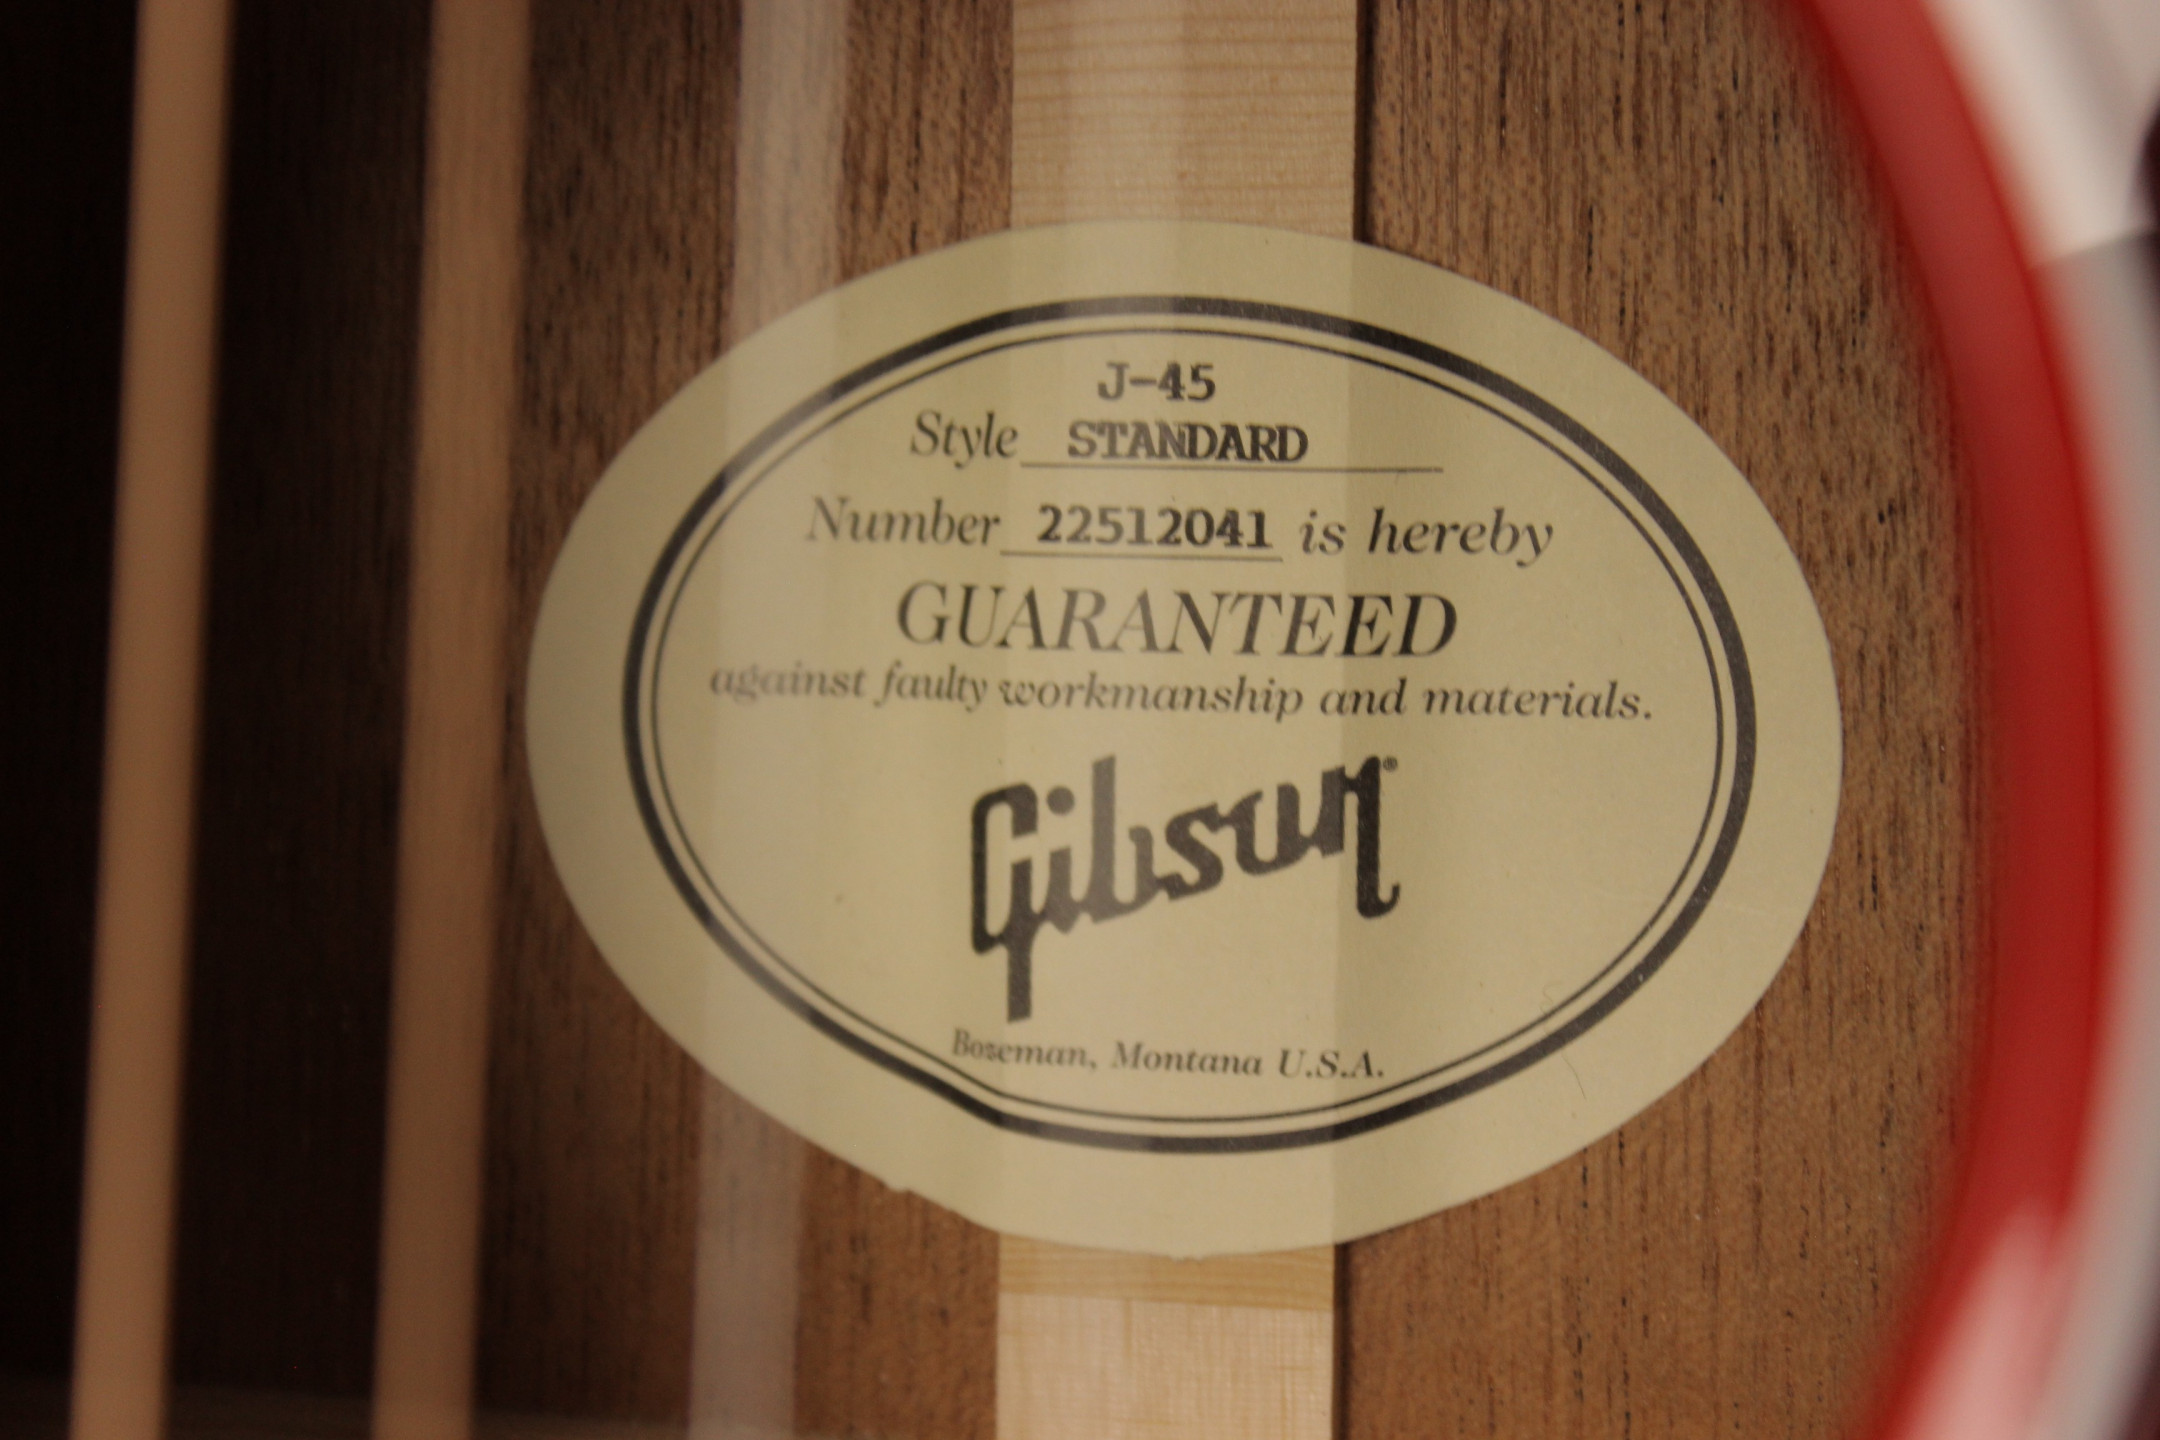 J-45
Style STANDARD
Number 22512041 is hereby
GUARANTEED
against faulty workmanship and materials.
Gibson®
Bozeman, Montana U.S.A.